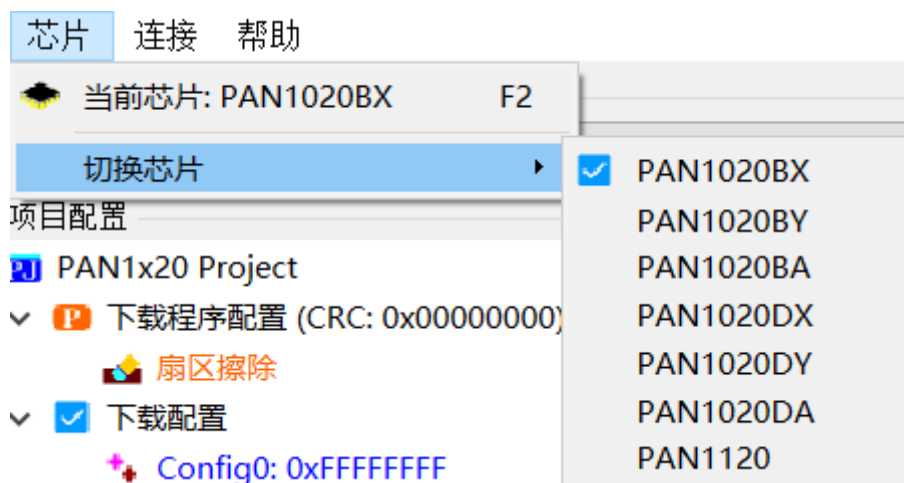 芯片 连接 帮助
当前芯片: PAN1020BX F2
切换芯片
PAN1020BX
PAN1020BY
PAN1020BA
PAN1020DX
PAN1020DY
PAN1020DA
PAN1120
项目配置
PJ PAN1x20 Project
P 下载程序配置 (CRC: 0x00000000)
扇区擦除
下载配置
Config0: 0xFFFFFFFF